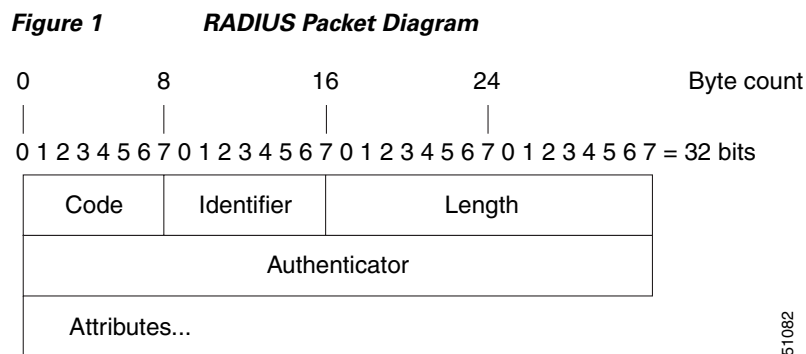 Figure 1 RADIUS Packet Diagram
0 8 16 24 Byte count
0 1 2 3 4 5 6 7 0 1 2 3 4 5 6 7 0 1 2 3 4 5 6 7 0 1 2 3 4 5 6 7 = 32 bits
Code Identifier Length
Authenticator
Attributes...
51082